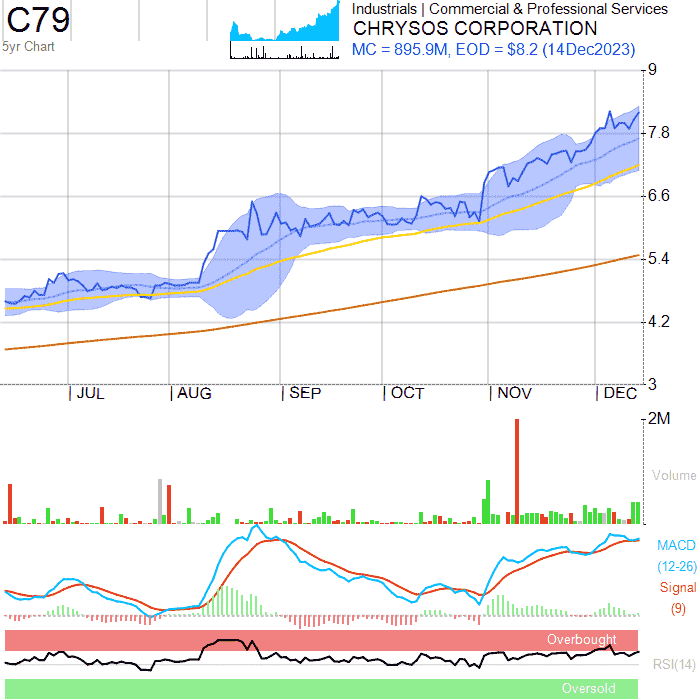 C79
5yr Chart
Industrials | Commercial & Professional Services
CHRYSOS CORPORATION
MC = 895.9M, EOD = $8.2 (14Dec2023)
9
7.8
6.6
5.4
4.2
3
JUL AUG SEP OCT NOV DEC
2M
Volume
MACD
(12-26)
Signal
(9)
Overbought
RSI(14)
Oversold